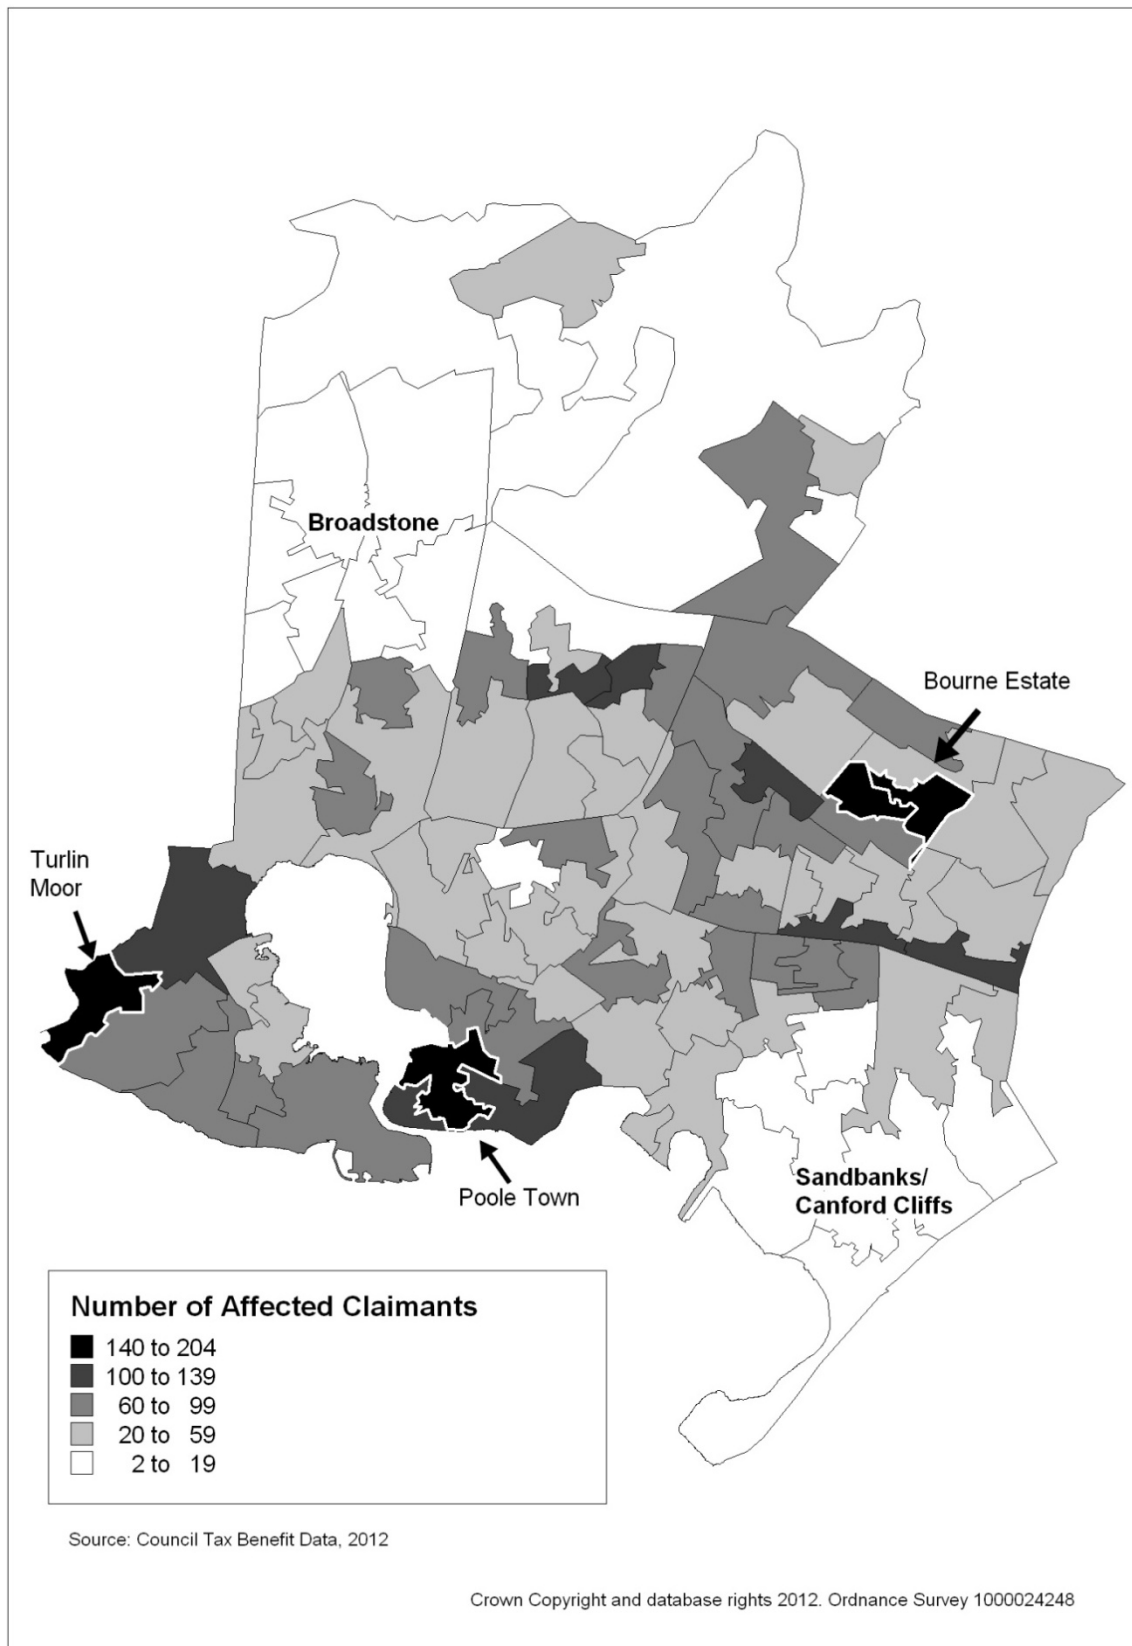 Broadstone
Bourne Estate
Turlin
Moor
Poole Town
Sandbanks/
Canford Cliffs
Number of Affected Claimants
140 to 204
100 to 139
60 to 99
20 to 59
2 to 19
Source: Council Tax Benefit Data, 2012
Crown Copyright and database rights 2012. Ordnance Survey 1000024248